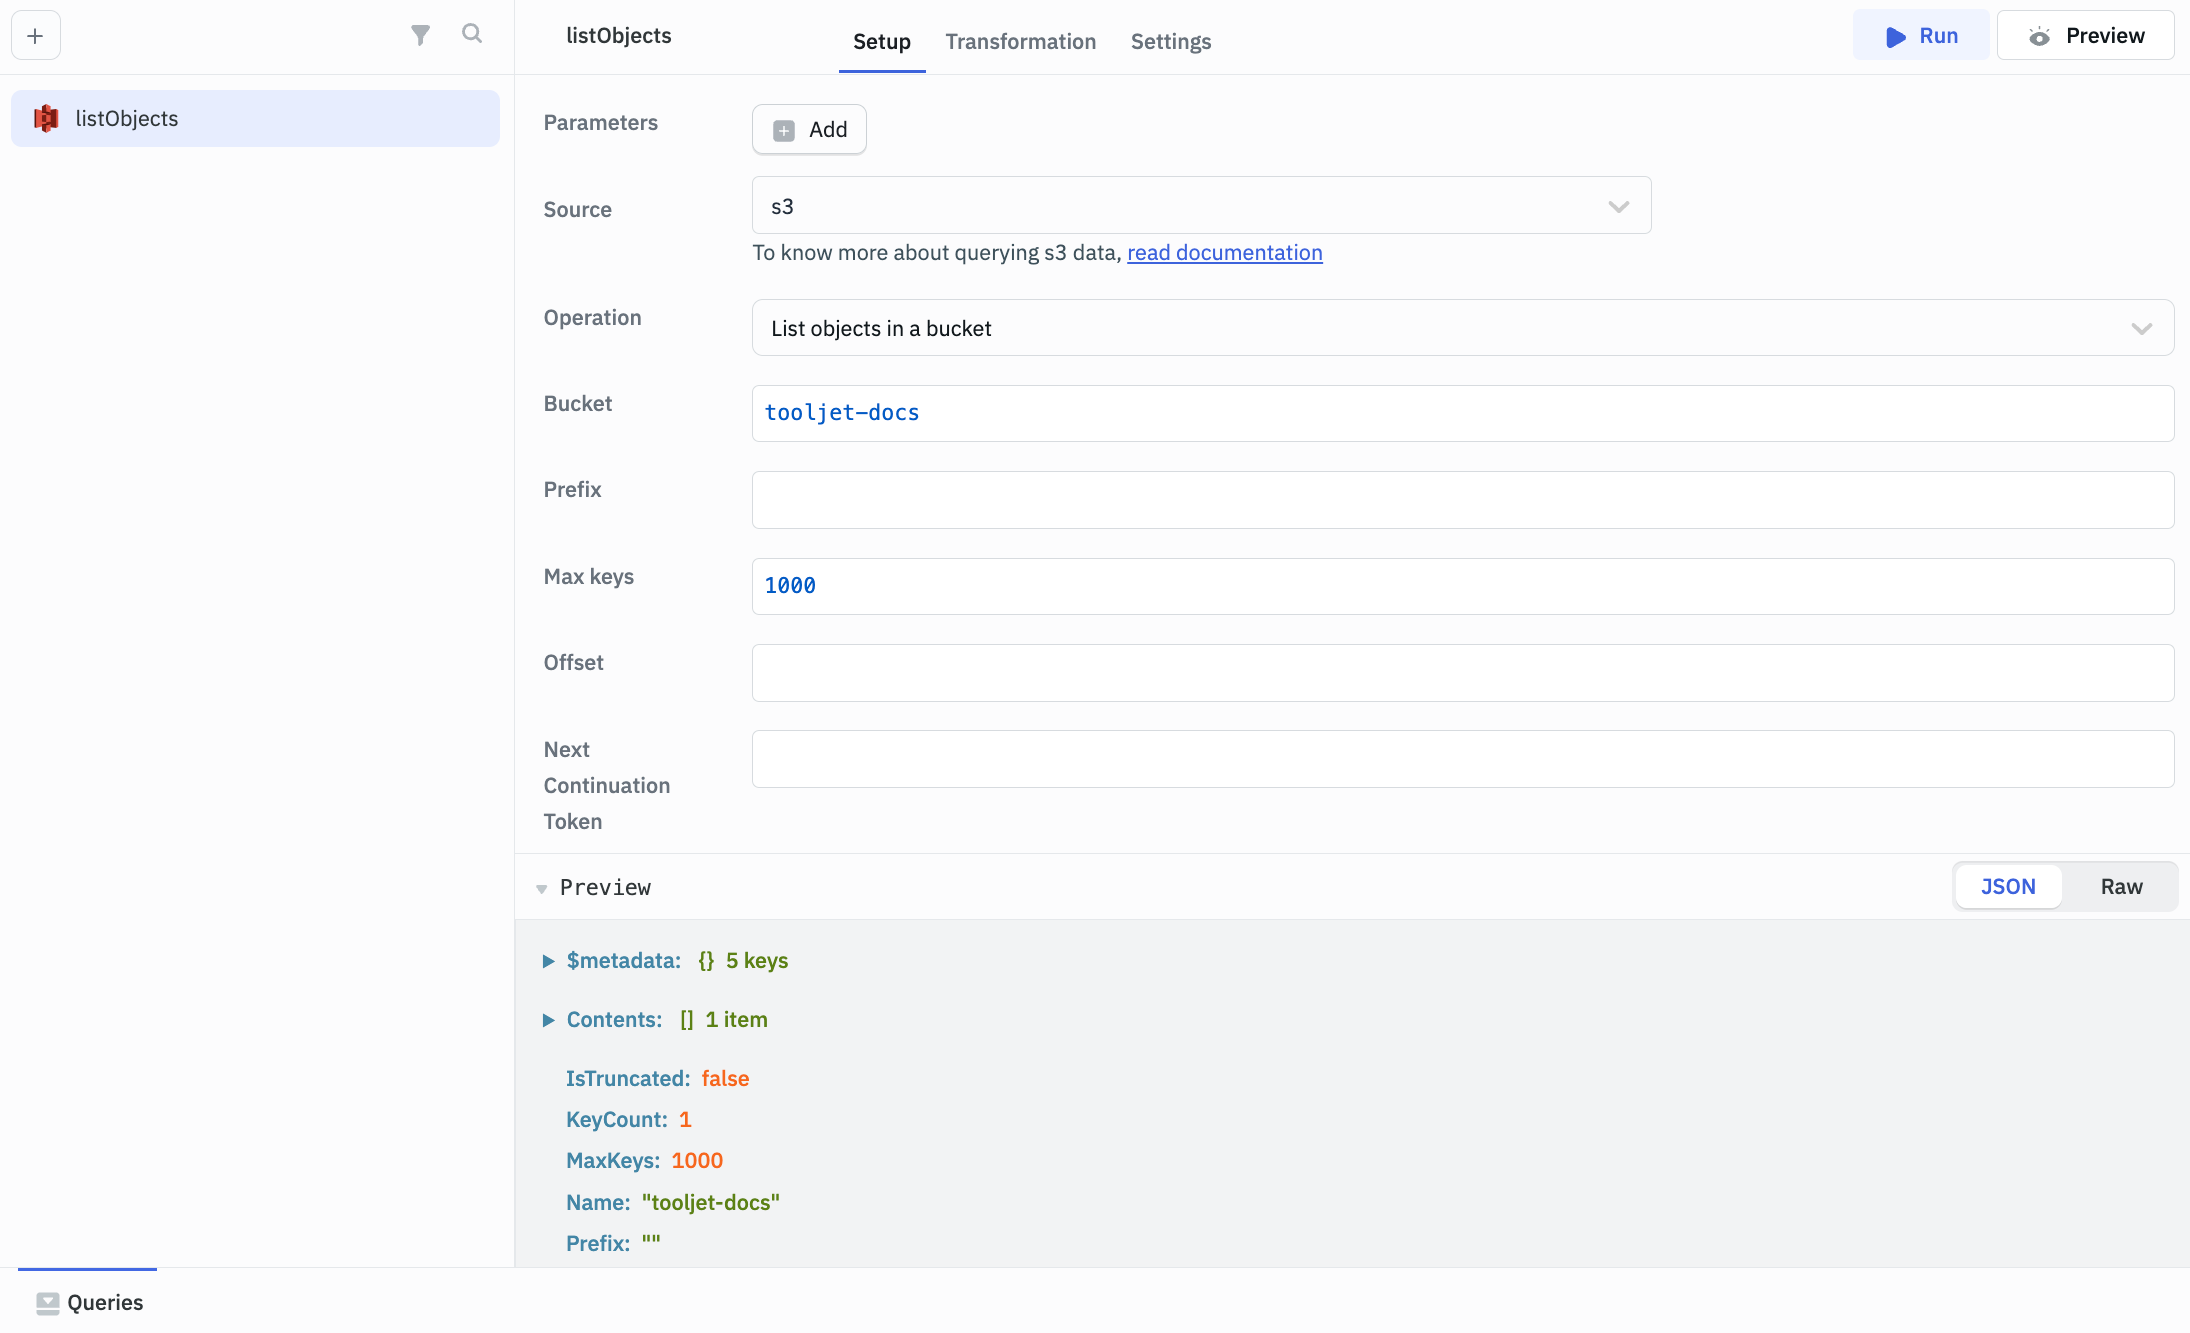 listObjects
Setup
Transformation
Settings
Run
Preview
listObjects
Parameters
Add
Source
s3
To know more about querying s3 data, read documentation
Operation
List objects in a bucket
Bucket
tooljet-docs
Prefix
Max keys
1000
Offset
Next
Continuation
Token
Preview
JSON
Raw
$metadata: {} 5 keys
Contents: [] 1 item
IsTruncated: false
KeyCount: 1
MaxKeys: 1000
Name: "tooljet-docs"
Prefix: ""
Queries